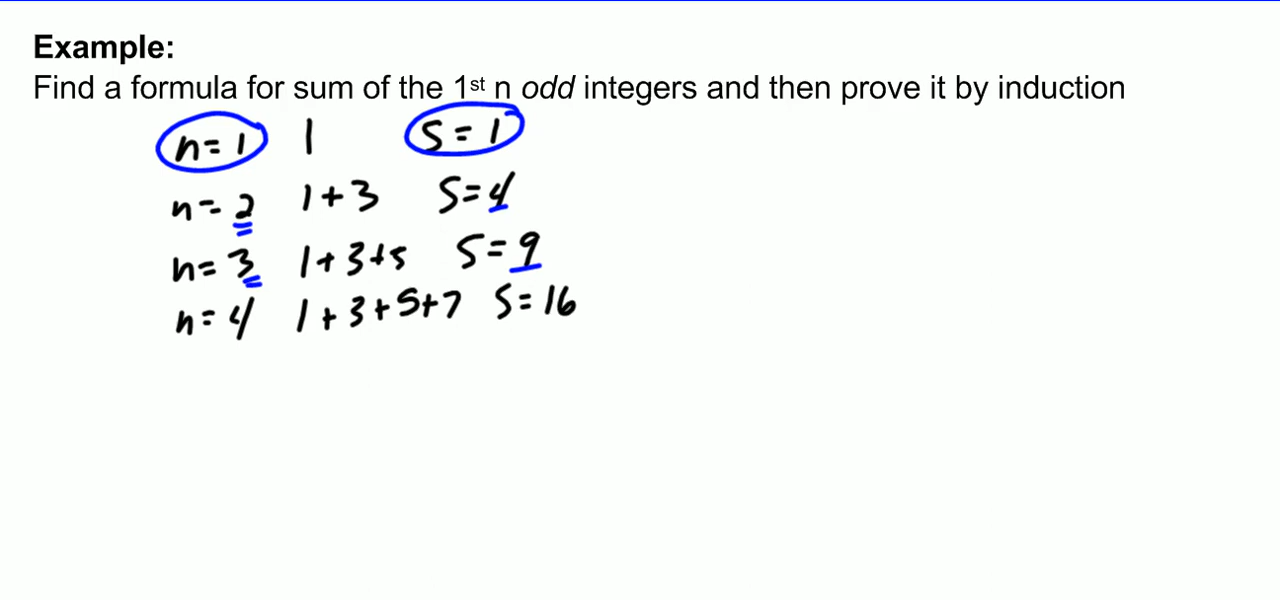 Example:
Find a formula for sum of the 1st n odd integers and then prove it by induction
n=1 1 S=1
n=2 1+3 S=4
n=3 1+3+5 S=9
n=4 1+3+5+7 S=16